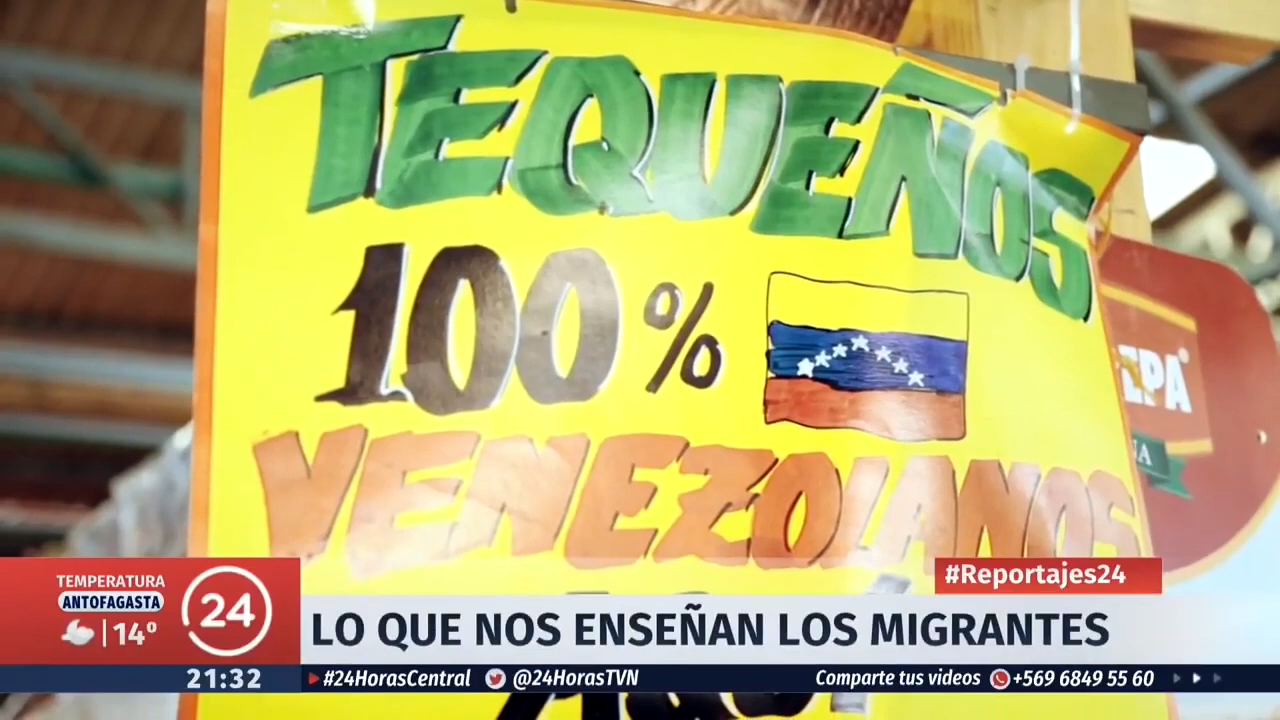 TEQUEÑOS
100%
VENEZOLANOS
#Reportajes24
TEMPERATURA
ANTOFAGASTA
14°
24
LO QUE NOS ENSEÑAN LOS MIGRANTES
21:32
#24HorasCentral
@24HorasTVN
Comparte tus videos
+569 6849 55 60